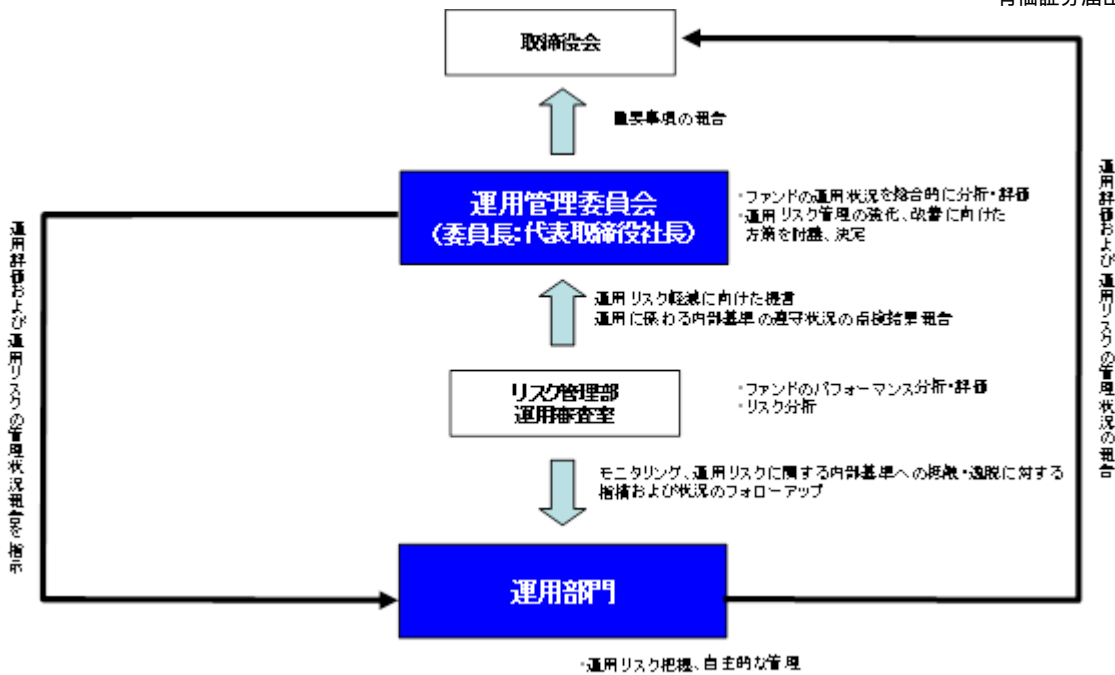 有価証券届出
取締役会
重要事項の報告
運用管理委員会
(委員長:代表取締役社長)
・ファンドの運用状況を総合的に分析・評価
・運用リスク管理の強化、改善に向けた
方策を討議、決定
運用リスク軽減に向けた提言
運用に係わる内部基準の遵守状況の点検結果報告
リスク管理部
運用審査室
・ファンドのパフォーマンス分析・評価
・リスク分析
モニタリング、運用リスクに関する内部基準への抵触・逸脱に対する
指摘および状況のフォローアップ
運用部門
・運用リスク把握、自主的な管理
運用評価および運用リスクの管理状況報告を指示
運用評価および運用リスクの管理状況の報告